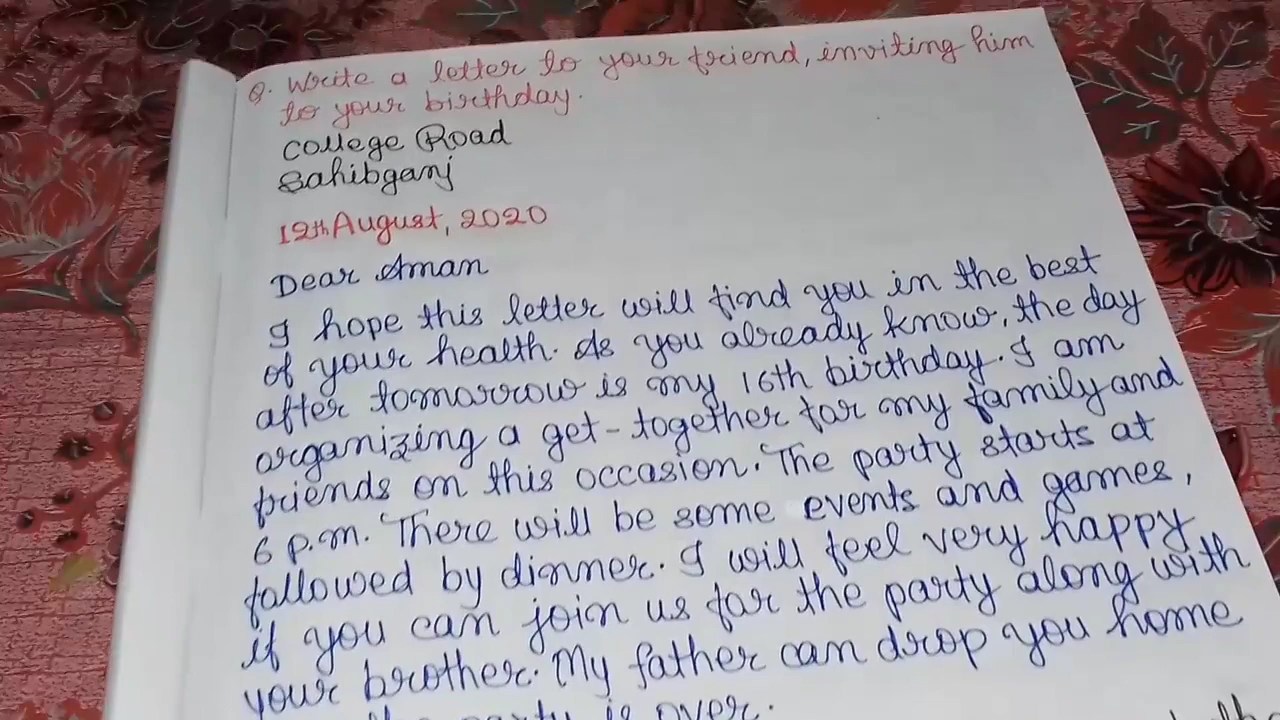 Q. Write a letter to your friend, inviting him
to your birthday.
College Road
Sahibganj
12th August, 2020
Dear Aman
I hope this letter will find you in the best
of your health. As you already know, the day
after tomorrow is my 16th birthday. I am
organizing a get-together for my family and
friends on this occasion. The party starts at
6 p.m. There will be some events and games,
followed by dinner. I will feel very happy
if you can join us for the party along with
your brother. My father can drop you home
the party is over.